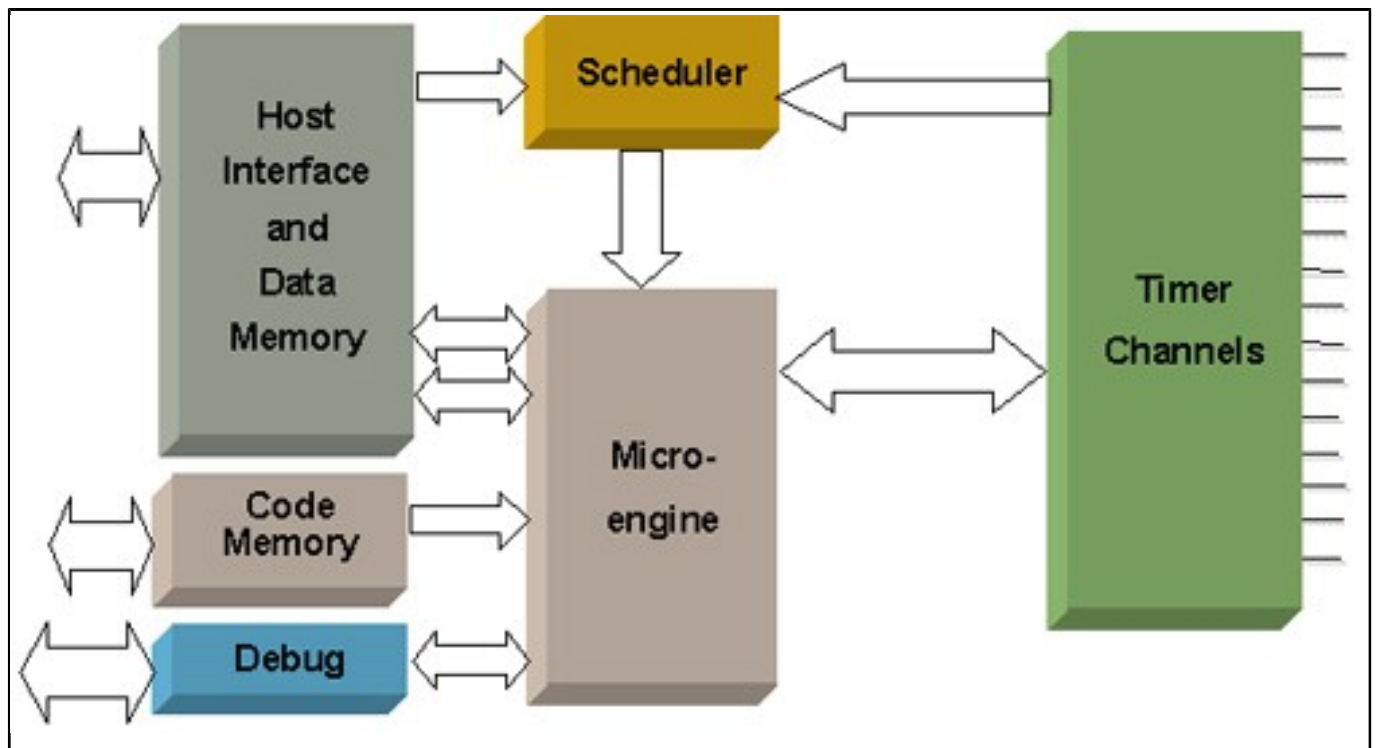 Host
Interface
and
Data
Memory
Scheduler
Timer
Channels
Micro-
engine
Code
Memory
Debug